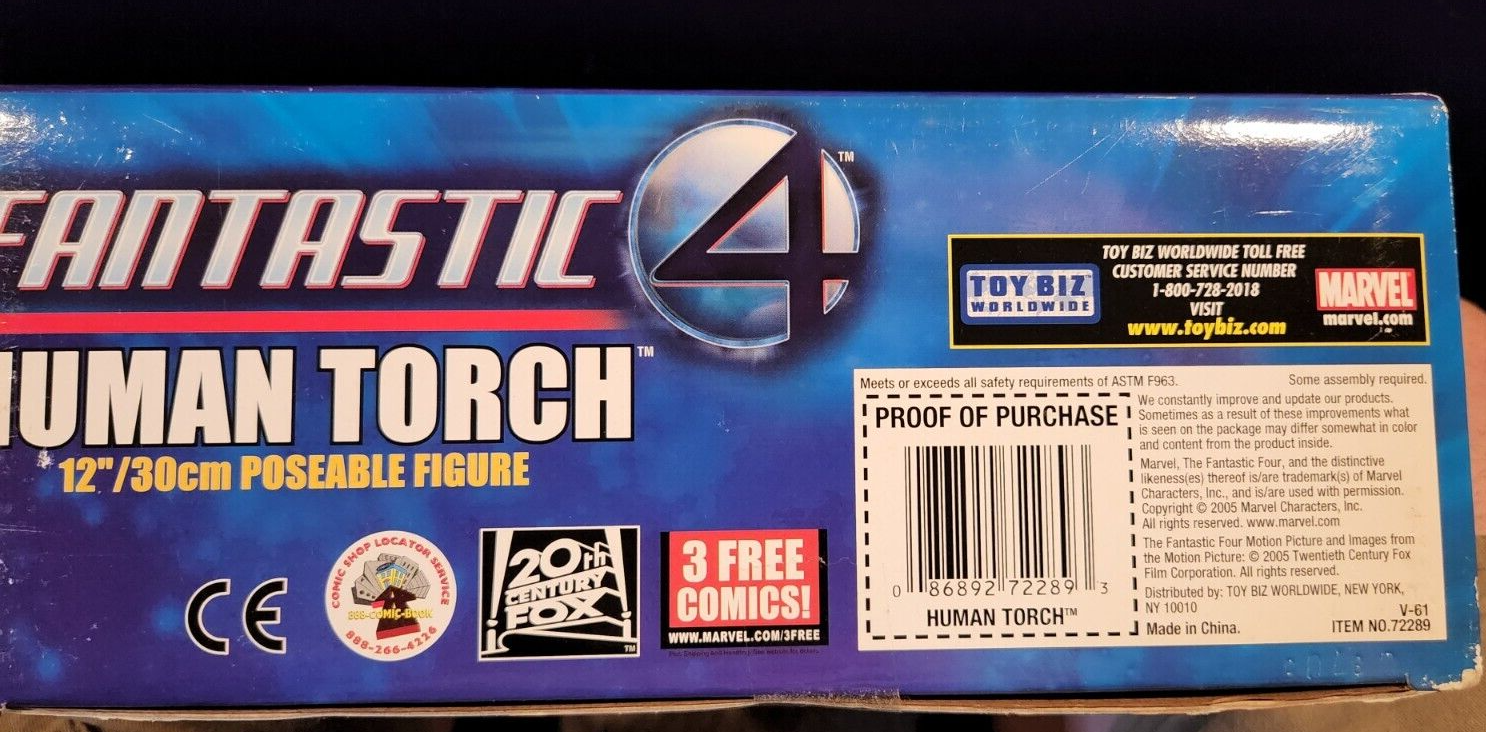 FANTASTIC 4™
HUMAN TORCH™
12"/30cm POSEABLE FIGURE
CE
COMIC SHOP LOCATOR SERVICE
888-COMIC-BOOK
888-266-4226
20th
CENTURY
FOX
TM
3 FREE
COMICS!
WWW.MARVEL.COM/3FREE
TOY BIZ
WORLDWIDE
TOY BIZ WORLDWIDE TOLL FREE
CUSTOMER SERVICE NUMBER
1-800-728-2018
VISIT
www.toybiz.com
MARVEL
marvel.com
Meets or exceeds all safety requirements of ASTM F963.
Some assembly required.
PROOF OF PURCHASE
0 86892 72289 3
HUMAN TORCH™
We constantly improve and update our products.
Sometimes as a result of these improvements what
is seen on the package may differ somewhat in color
and content from the product inside.
Marvel, The Fantastic Four, and the distinctive
likeness(es) thereof is/are trademark(s) of Marvel
Characters, Inc., and is/are used with permission.
Copyright © 2005 Marvel Characters, Inc.
All rights reserved. www.marvel.com
The Fantastic Four Motion Picture and Images from
the Motion Picture: © 2005 Twentieth Century Fox
Film Corporation. All rights reserved.
Distributed by: TOY BIZ WORLDWIDE, NEW YORK,
NY 10010
V-61
Made in China.
ITEM NO.72289